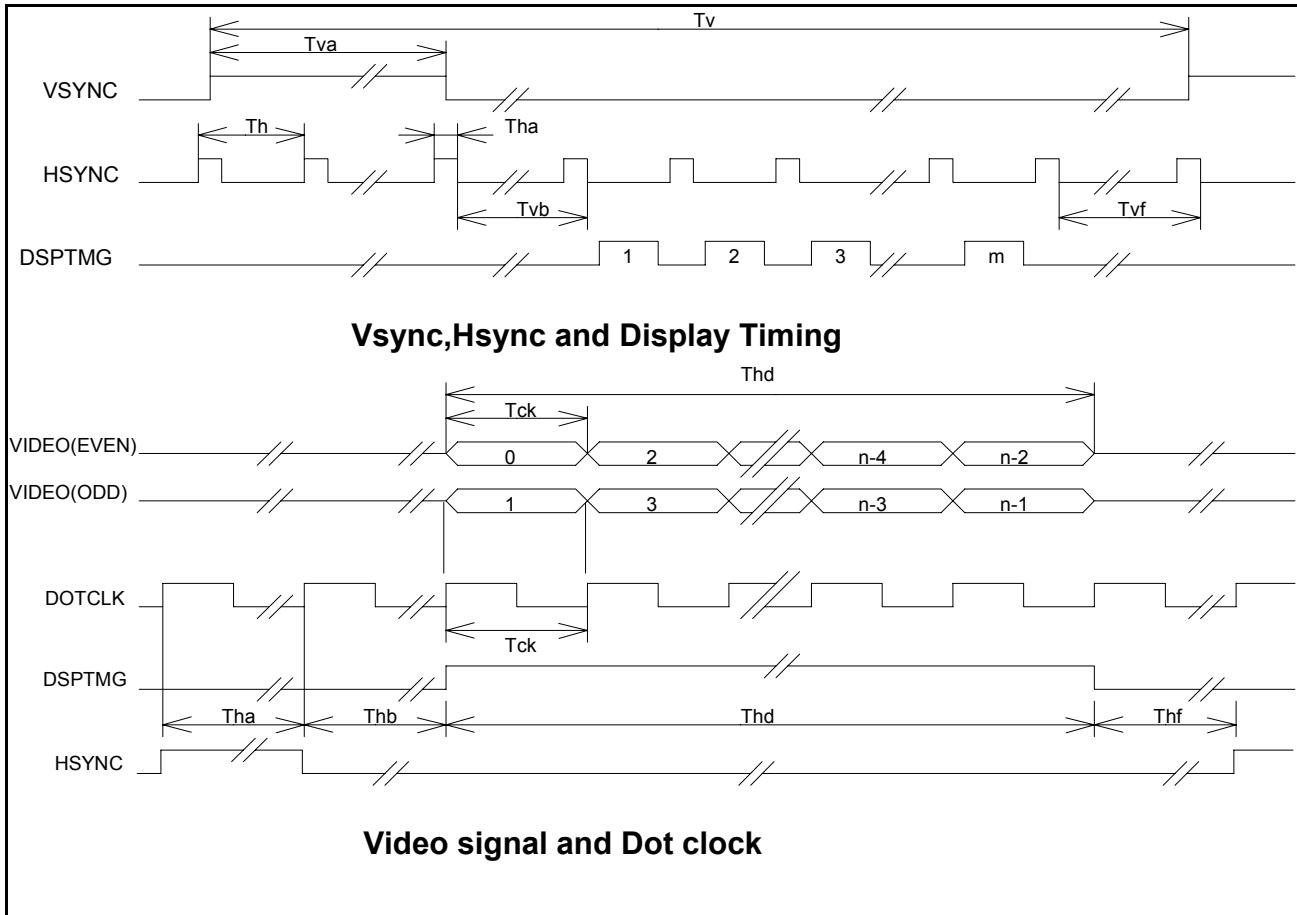 Tv
Tva
VSYNC
Th
Tha
HSYNC
Tvb
Tvf
DSPTMG
1 2 3 m
Vsync,Hsync and Display Timing
Thd
Tck
VIDEO(EVEN)
0 2 n-4 n-2
VIDEO(ODD)
1 3 n-3 n-1
DOTCLK
Tck
DSPTMG
Tha Thb Thd Thf
HSYNC
Video signal and Dot clock